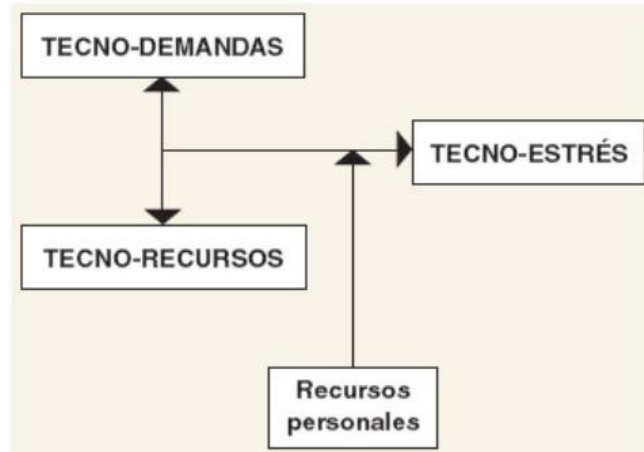 TECNO-DEMANDAS
TECNO-ESTRÉS
TECNO-RECURSOS
Recursos
personales